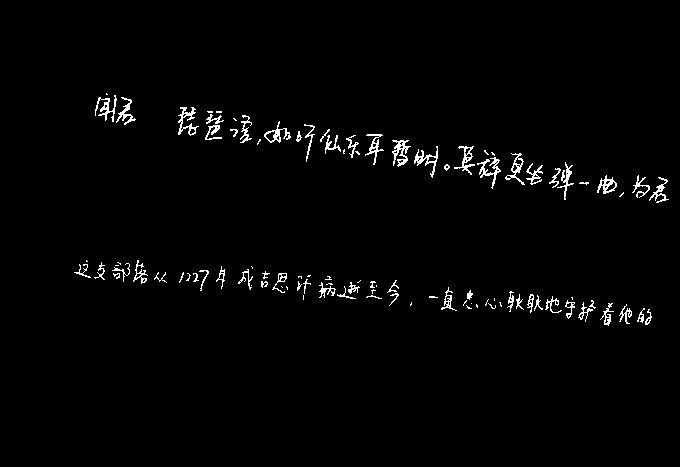 闻君 琵琶语，如听仙乐耳暂明。莫辞更坐弹一曲，为君
这支部落从1227年成吉思汗病逝至今，一直忠心耿耿地守护着他的